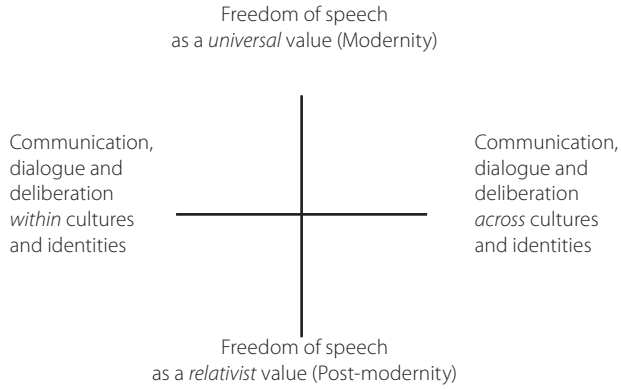 Freedom of speech
as a universal value (Modernity)
Communication,
dialogue and
deliberation
within cultures
and identities
Communication,
dialogue and
deliberation
across cultures
and identities
Freedom of speech
as a relativist value (Post-modernity)